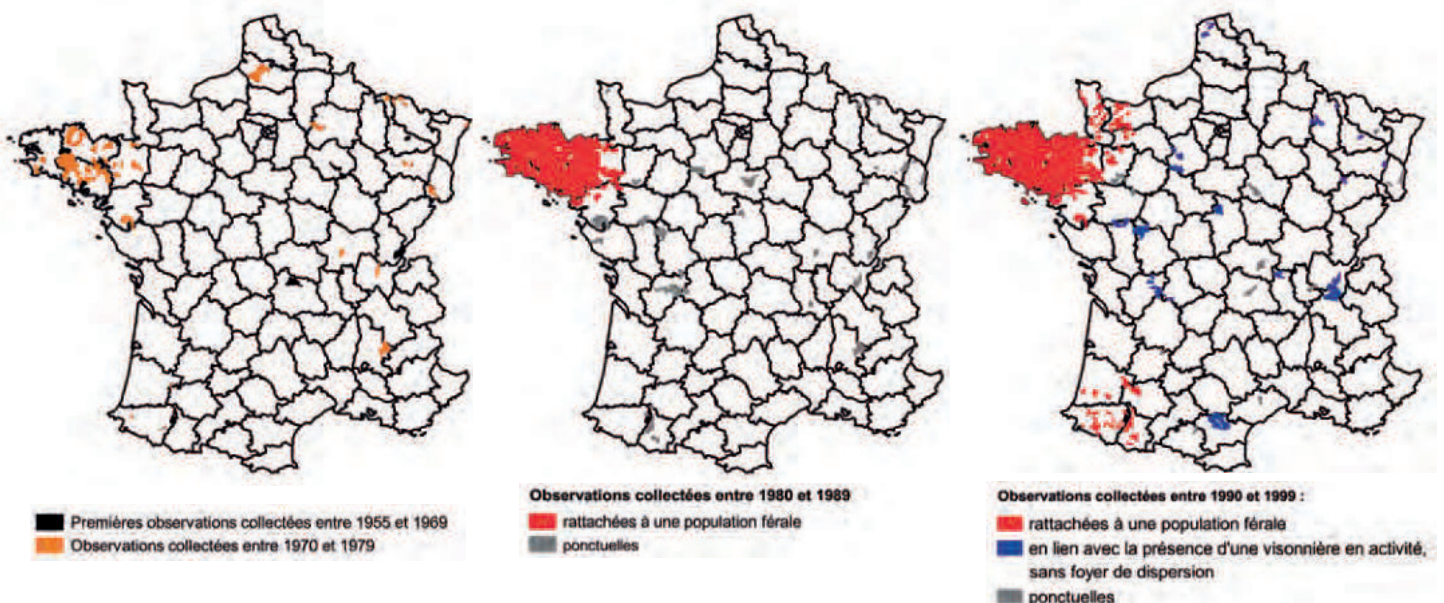 Premières observations collectées entre 1955 et 1969
Observations collectées entre 1970 et 1979
Observations collectées entre 1980 et 1989
rattachées à une population férale
ponctuelles
Observations collectées entre 1990 et 1999 :
rattachées à une population férale
en lien avec la présence d'une visonnière en activité,
sans foyer de dispersion
ponctuelles